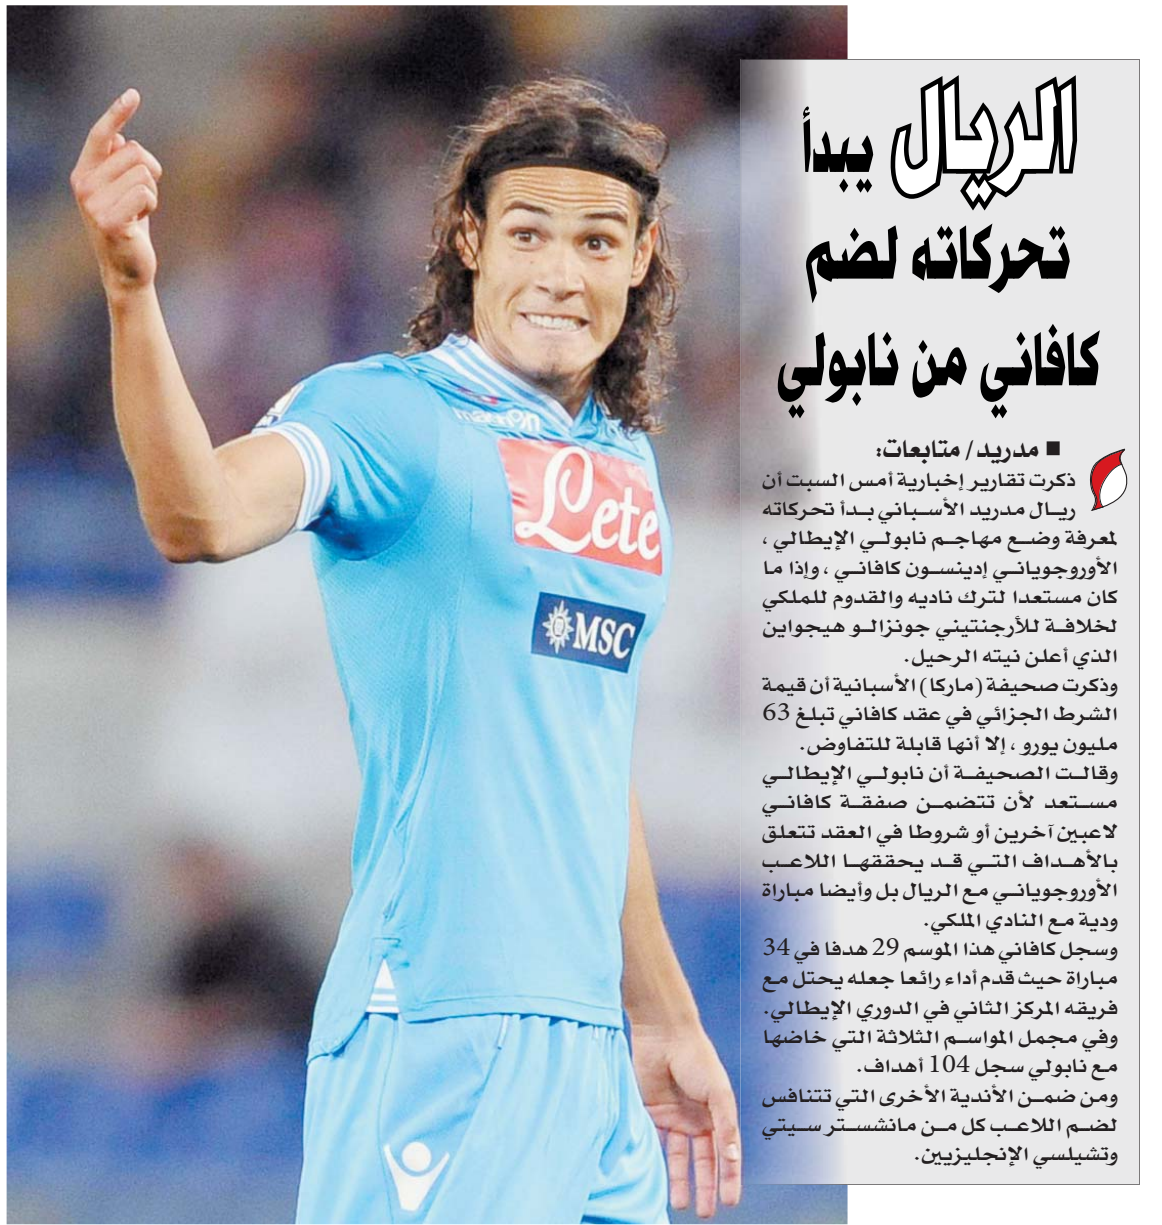 الريال يبدأ
تحركاته لضم
كافاني من نابولي
■ مدريد/ متابعات:
ذكرت تقارير إخبارية أمس السبت أن
ريال مدريد الأسباني بدأ تحركاته
لمعرفة وضع مهاجم نابولي الإيطالي ،
الأوروجوياني إدينسون كافاني ، وإذا ما
كان مستعدا لترك ناديه والقدوم للملكي
لخلافة للأرجنتيني جونزالو هيجواين
الذي أعلن نيته الرحيل.
وذكرت صحيفة (ماركا) الأسبانية أن قيمة
الشرط الجزائي في عقد كافاني تبلغ 63
مليون يورو ، إلا أنها قابلة للتفاوض.
وقالت الصحيفة أن نابولي الإيطالي
مستعد لأن تتضمن صفقة كافاني
لاعبين آخرين أو شروطا في العقد تتعلق
بالأهداف التي قد يحققها اللاعب
الأوروجوياني مع الريال بل وأيضا مباراة
ودية مع النادي الملكي.
وسجل كافاني هذا الموسم 29 هدفا في 34
مباراة حيث قدم أداء رائعا جعله يحتل مع
فريقه المركز الثاني في الدوري الإيطالي.
وفي مجمل المواسم الثلاثة التي خاضها
مع نابولي سجل 104 أهداف.
ومن ضمن الأندية الأخرى التي تتنافس
لضم اللاعب كل من مانشستر سيتي
وتشيلسي الإنجليزيين.
macron
Lete
MSC